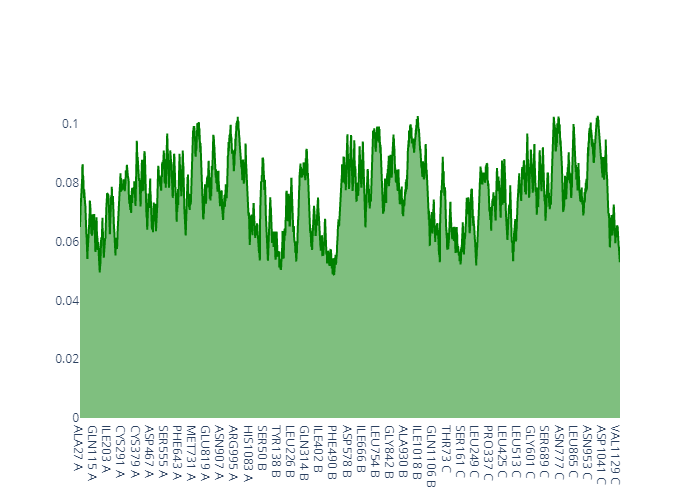 0.1
0.08
0.06
0.04
0.02
0
ALA27 A
GLN115 A
ILE203 A
CYS291 A
CYS379 A
ASP467 A
SER555 A
PHE643 A
MET731 A
GLU819 A
ASN907 A
ARG995 A
HIS1083 A
SER50 B
TYR138 B
LEU226 B
GLN314 B
ILE402 B
PHE490 B
ASP578 B
ILE666 B
LEU754 B
GLY842 B
ALA930 B
ILE1018 B
GLN1106 B
THR73 C
SER161 C
LEU249 C
PRO337 C
LEU425 C
LEU513 C
GLY601 C
SER689 C
ASN777 C
LEU865 C
ASN953 C
ASP1041 C
VAL1129 C